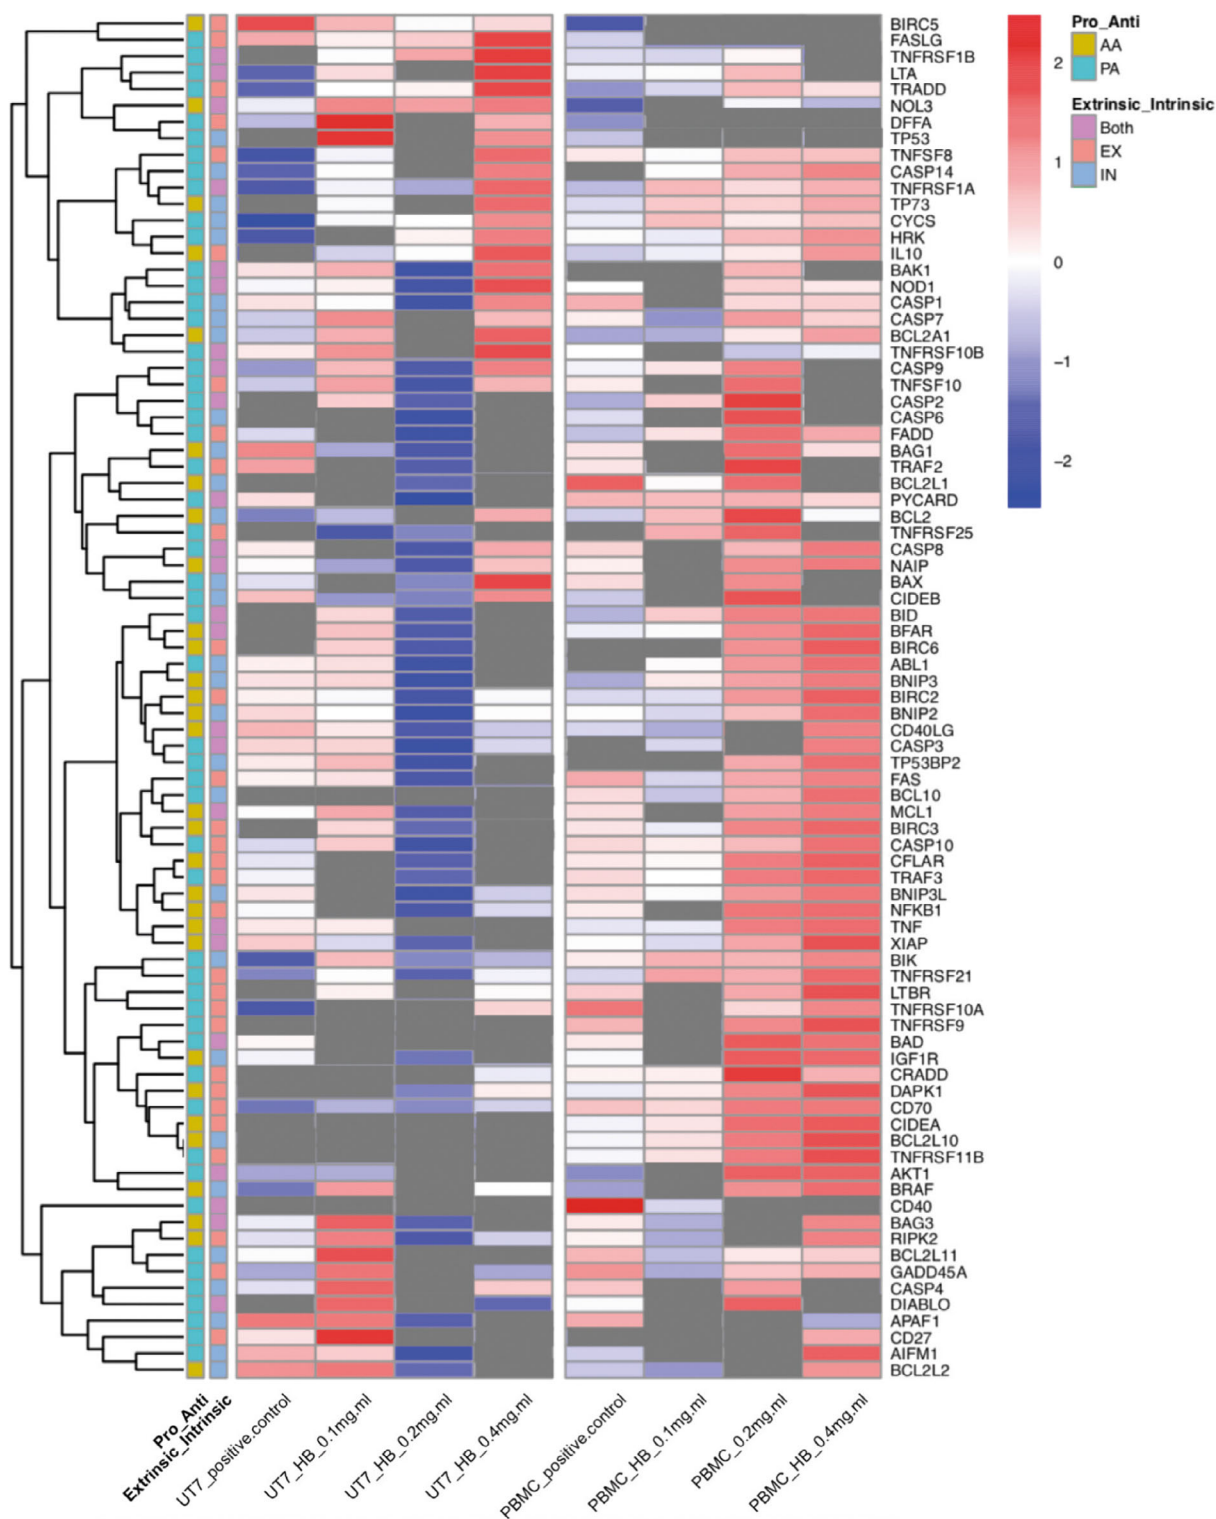 BIRC5
FASLG
TNFRSF1B
LTA
TRADD
NOL3
DFFA
TP53
TNFSF8
CASP14
TNFRSF1A
TP73
CYCS
HRK
IL10
BAK1
NOD1
CASP1
CASP7
BCL2A1
TNFRSF10B
CASP9
TNFSF10
CASP2
CASP6
FADD
BAG1
TRAF2
BCL2L1
PYCARD
BCL2
TNFRSF25
CASP8
NAIP
BAX
CIDEB
BID
BFAR
BIRC6
ABL1
BNIP3
BIRC2
BNIP2
CD40LG
CASP3
TP53BP2
FAS
BCL10
MCL1
BIRC3
CASP10
CFLAR
TRAF3
BNIP3L
NFKB1
TNF
XIAP
BIK
TNFRSF21
LTBR
TNFRSF10A
TNFRSF9
BAD
IGF1R
CRADD
DAPK1
CD70
CIDEA
BCL2L10
TNFRSF11B
AKT1
BRAF
CD40
BAG3
RIPK2
BCL2L11
GADD45A
CASP4
DIABLO
APAF1
CD27
AIFM1
BCL2L2
2
1
0
−1
−2
Pro_Anti
AA
PA
Extrinsic_Intrinsic
Both
EX
IN
Pro_Anti
Extrinsic_Intrinsic
UT7_positive.control
UT7_HB_0.1mg.ml
UT7_HB_0.2mg.ml
UT7_HB_0.4mg.ml
PBMC_positive.control
PBMC_HB_0.1mg.ml
PBMC_0.2mg.ml
PBMC_HB_0.4mg.ml